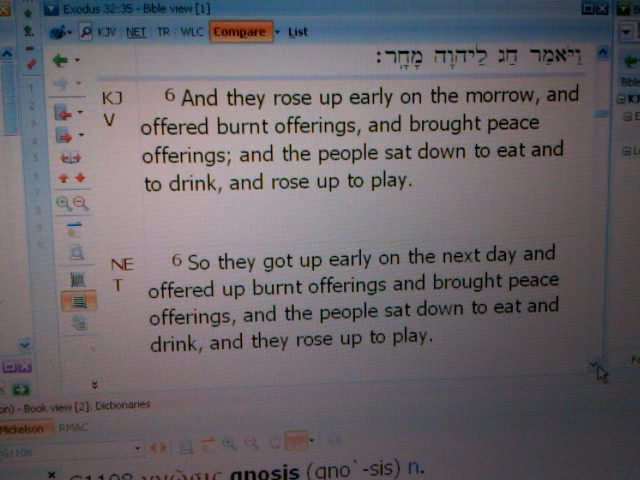 Exodus 32:35 - Bible view [1]
KJV NET TR WLC Compare List
וַיֹּאמַר חַג לַיהוָה מָחָר׃
KJ
V
6 And they rose up early on the morrow, and
offered burnt offerings, and brought peace
offerings; and the people sat down to eat and
to drink, and rose up to play.
NE
T
6 So they got up early on the next day and
offered up burnt offerings and brought peace
offerings, and the people sat down to eat and
drink, and they rose up to play.
on) - Book view [2]: Dictionaries
Mickelson RMAC
G1108
G1108 γνῶσις gnosis (gno`-sis) n.